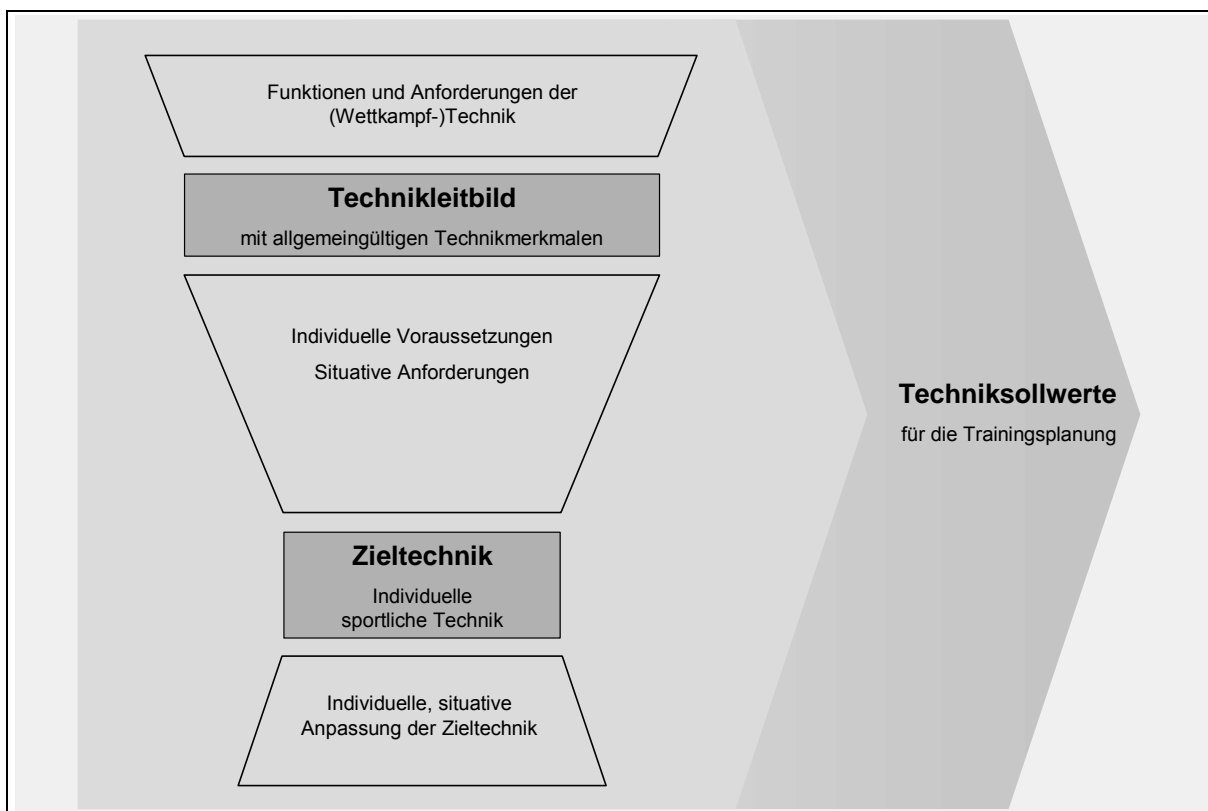 Funktionen und Anforderungen der
(Wettkampf-)Technik
Technikleitbild
mit allgemeingültigen Technikmerkmalen
Individuelle Voraussetzungen
Situative Anforderungen
Techniksollwerte
für die Trainingsplanung
Zieltechnik
Individuelle
sportliche Technik
Individuelle, situative
Anpassung der Zieltechnik